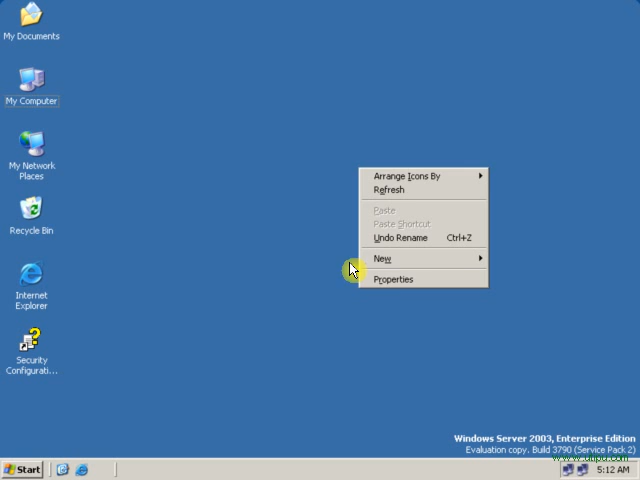 My Documents
My Computer
My Network
Places
Recycle Bin
Internet
Explorer
Security
Configurati...
Arrange Icons By
Refresh
Paste
Paste Shortcut
Undo Rename Ctrl+Z
New
Properties
Windows Server 2003, Enterprise Edition
Evaluation copy. Build 3790 (Service Pack 2)
Start
5:12 AM